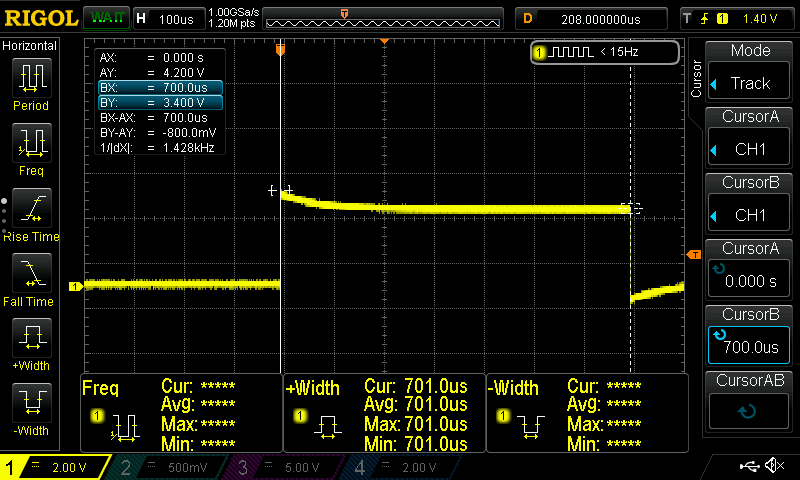 RIGOL WAIT H 100us 1.00GSa/s 1.20M pts T D 208.000000us T 1 1.40 V
Horizontal
Period
Freq
Rise Time
Fall Time
+Width
-Width
AX: = 0.000 s
AY: = 4.200 V
BX: = 700.0us
BY: = 3.400 V
BX-AX: = 700.0us
BY-AY: = -800.0mV
1/|dX|: = 1.428kHz
T
1 < 15Hz
1
T
Cursor
Mode
Track
CursorA
CH1
CursorB
CH1
CursorA
0.000 s
CursorB
700.0us
CursorAB
Freq
1
Cur: *****
Avg: *****
Max: *****
Min: *****
+Width
1
Cur: 701.0us
Avg: 701.0us
Max: 701.0us
Min: 701.0us
-Width
1
Cur: *****
Avg: *****
Max: *****
Min: *****
1 = 2.00 V 2 = 500mV 3 = 5.00 V 4 = 2.00 V